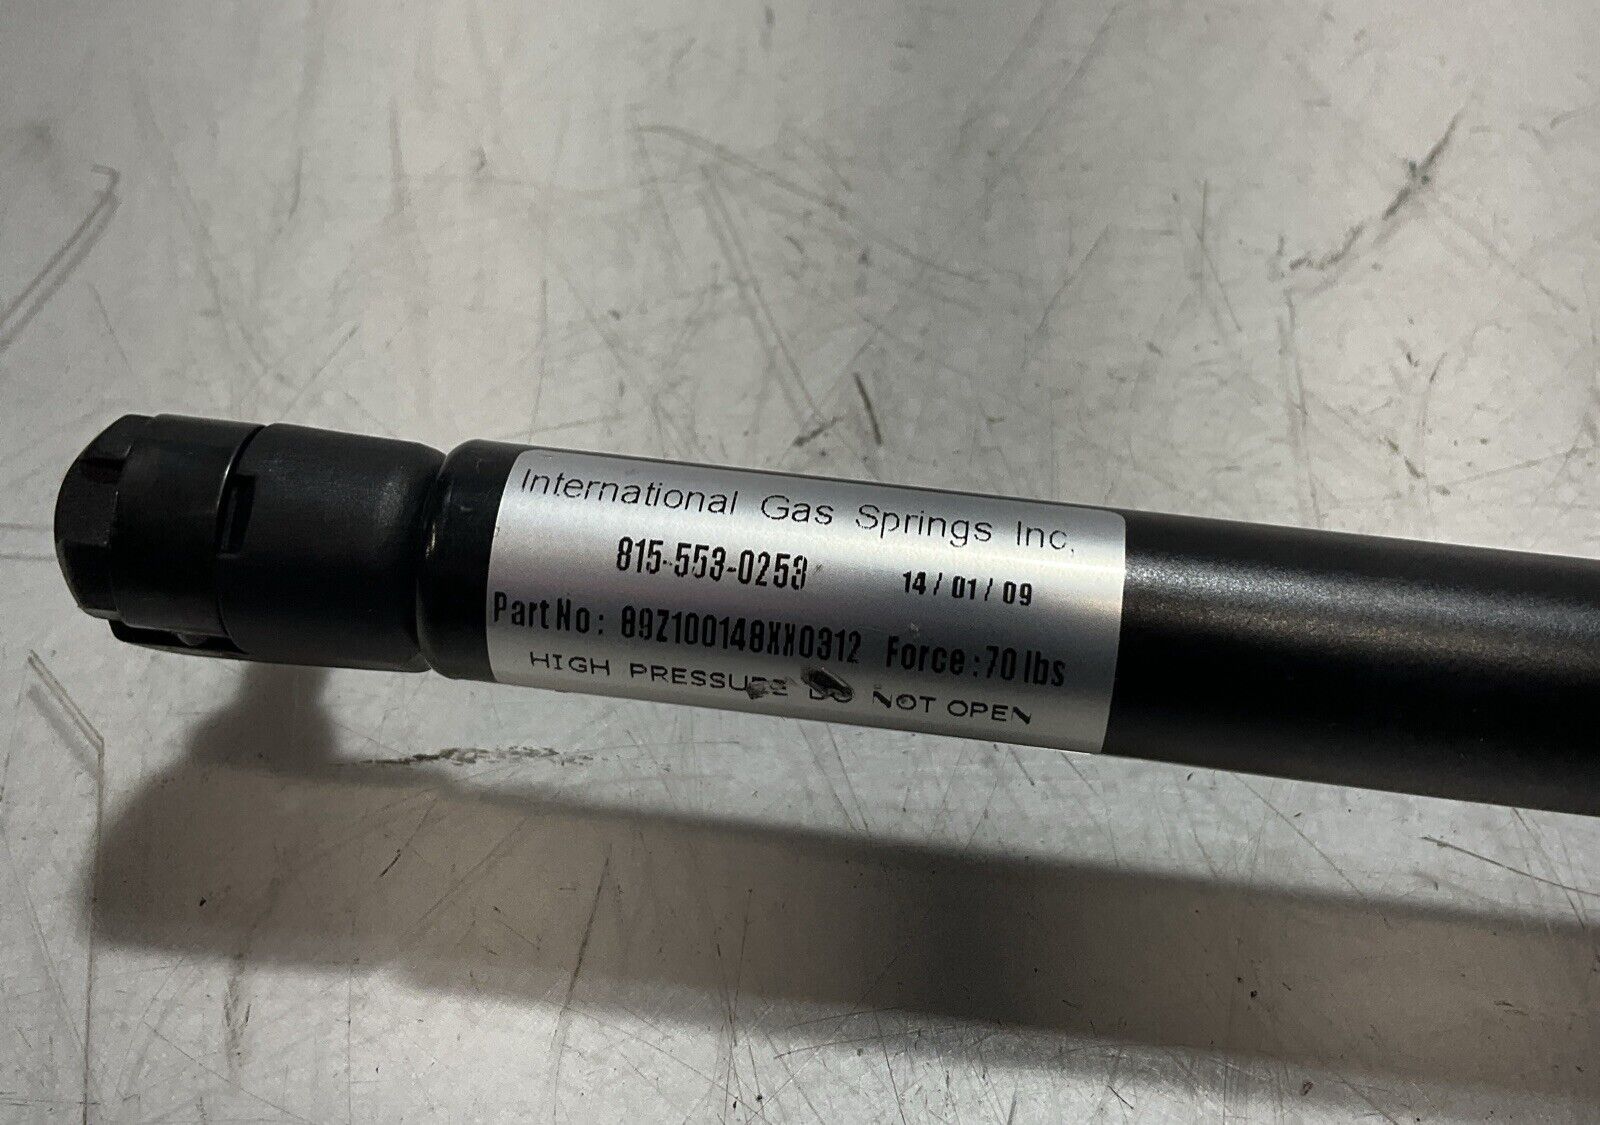 International Gas Springs Inc.
815-553-0253 14/01/09
Part No: 89Z100148XX0312 Force:70 lbs
HIGH PRESSURE DO NOT OPEN